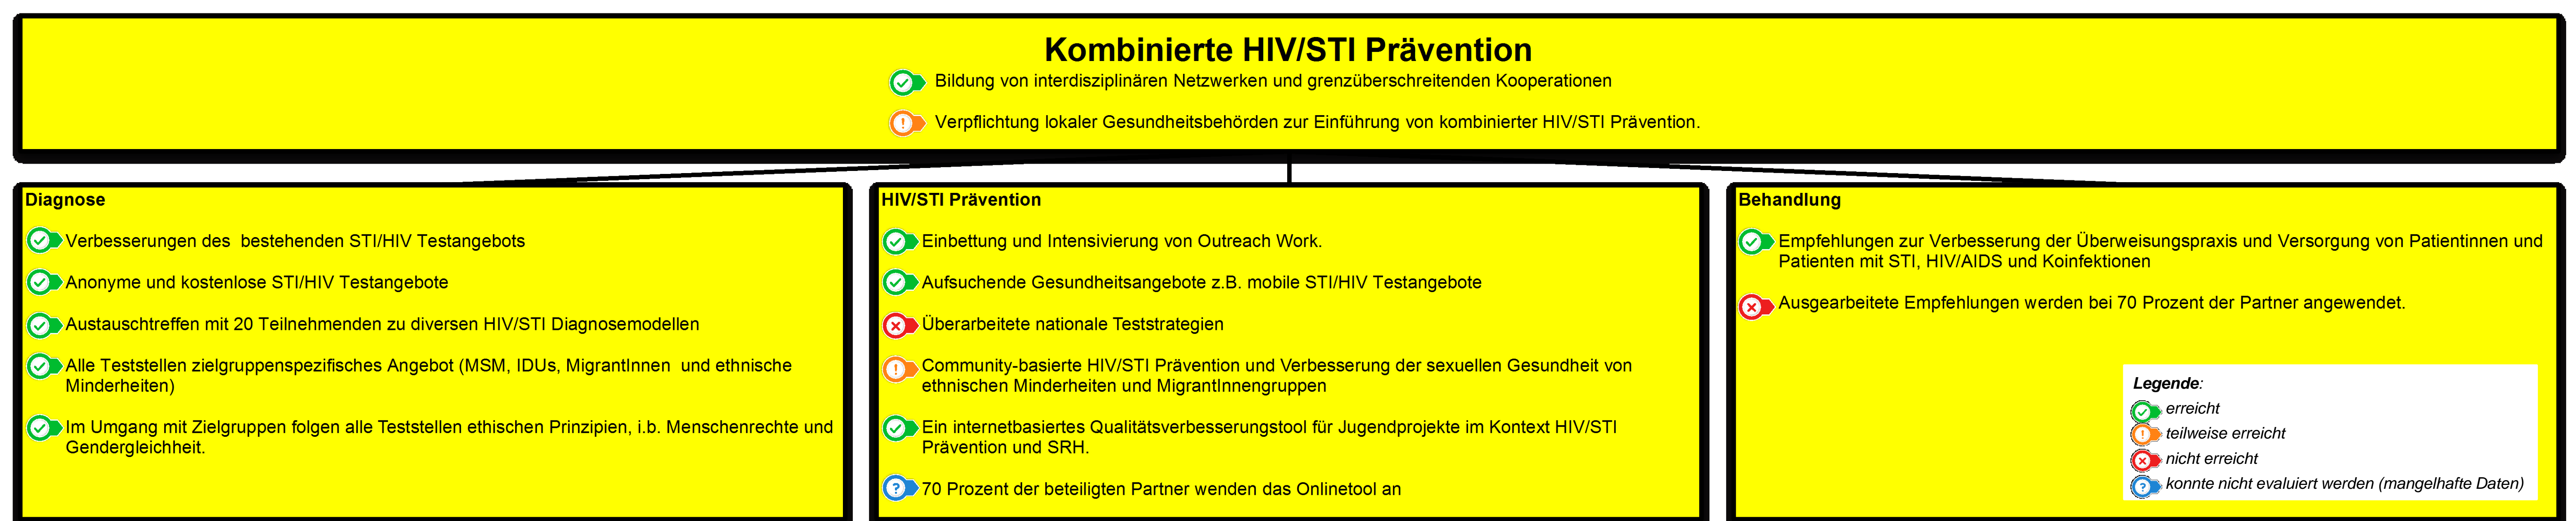 Kombinierte HIV/STI Prävention
Bildung von interdisziplinären Netzwerken und grenzüberschreitenden Kooperationen
Verpflichtung lokaler Gesundheitsbehörden zur Einführung von kombinierter HIV/STI Prävention.
Diagnose
Verbesserungen des  bestehenden STI/HIV Testangebots
Anonyme und kostenlose STI/HIV Testangebote
Austauschtreffen mit 20 Teilnehmenden zu diversen HIV/STI Diagnosemodellen
Alle Teststellen zielgruppenspezifisches Angebot (MSM, IDUs, MigrantInnen  und ethnische
Minderheiten)
Im Umgang mit Zielgruppen folgen alle Teststellen ethischen Prinzipien, i.b. Menschenrechte und
Gendergleichheit.
HIV/STI Prävention
Einbettung und Intensivierung von Outreach Work.
Aufsuchende Gesundheitsangebote z.B. mobile STI/HIV Testangebote
Überarbeitete nationale Teststrategien
Community-basierte HIV/STI Prävention und Verbesserung der sexuellen Gesundheit von
ethnischen Minderheiten und MigrantInnengruppen
Ein internetbasiertes Qualitätsverbesserungstool für Jugendprojekte im Kontext HIV/STI
Prävention und SRH.
70 Prozent der beteiligten Partner wenden das Onlinetool an
Behandlung
Empfehlungen zur Verbesserung der Überweisungspraxis und Versorgung von Patientinnen und
Patienten mit STI, HIV/AIDS und Koinfektionen
Ausgearbeitete Empfehlungen werden bei 70 Prozent der Partner angewendet.
Legende:
erreicht
teilweise erreicht
nicht erreicht
konnte nicht evaluiert werden (mangelhafte Daten)